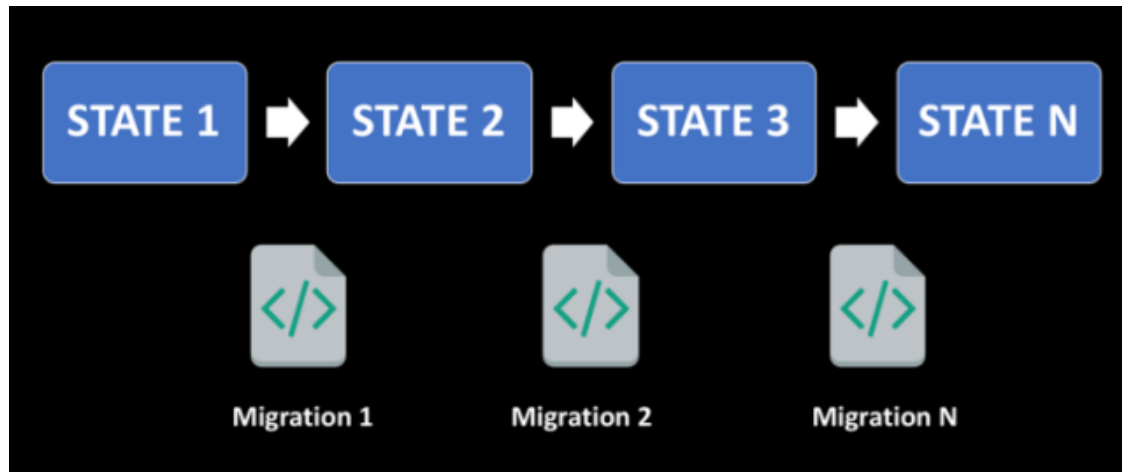 STATE 1
STATE 2
STATE 3
STATE N
</>
</>
</>
Migration 1
Migration 2
Migration N